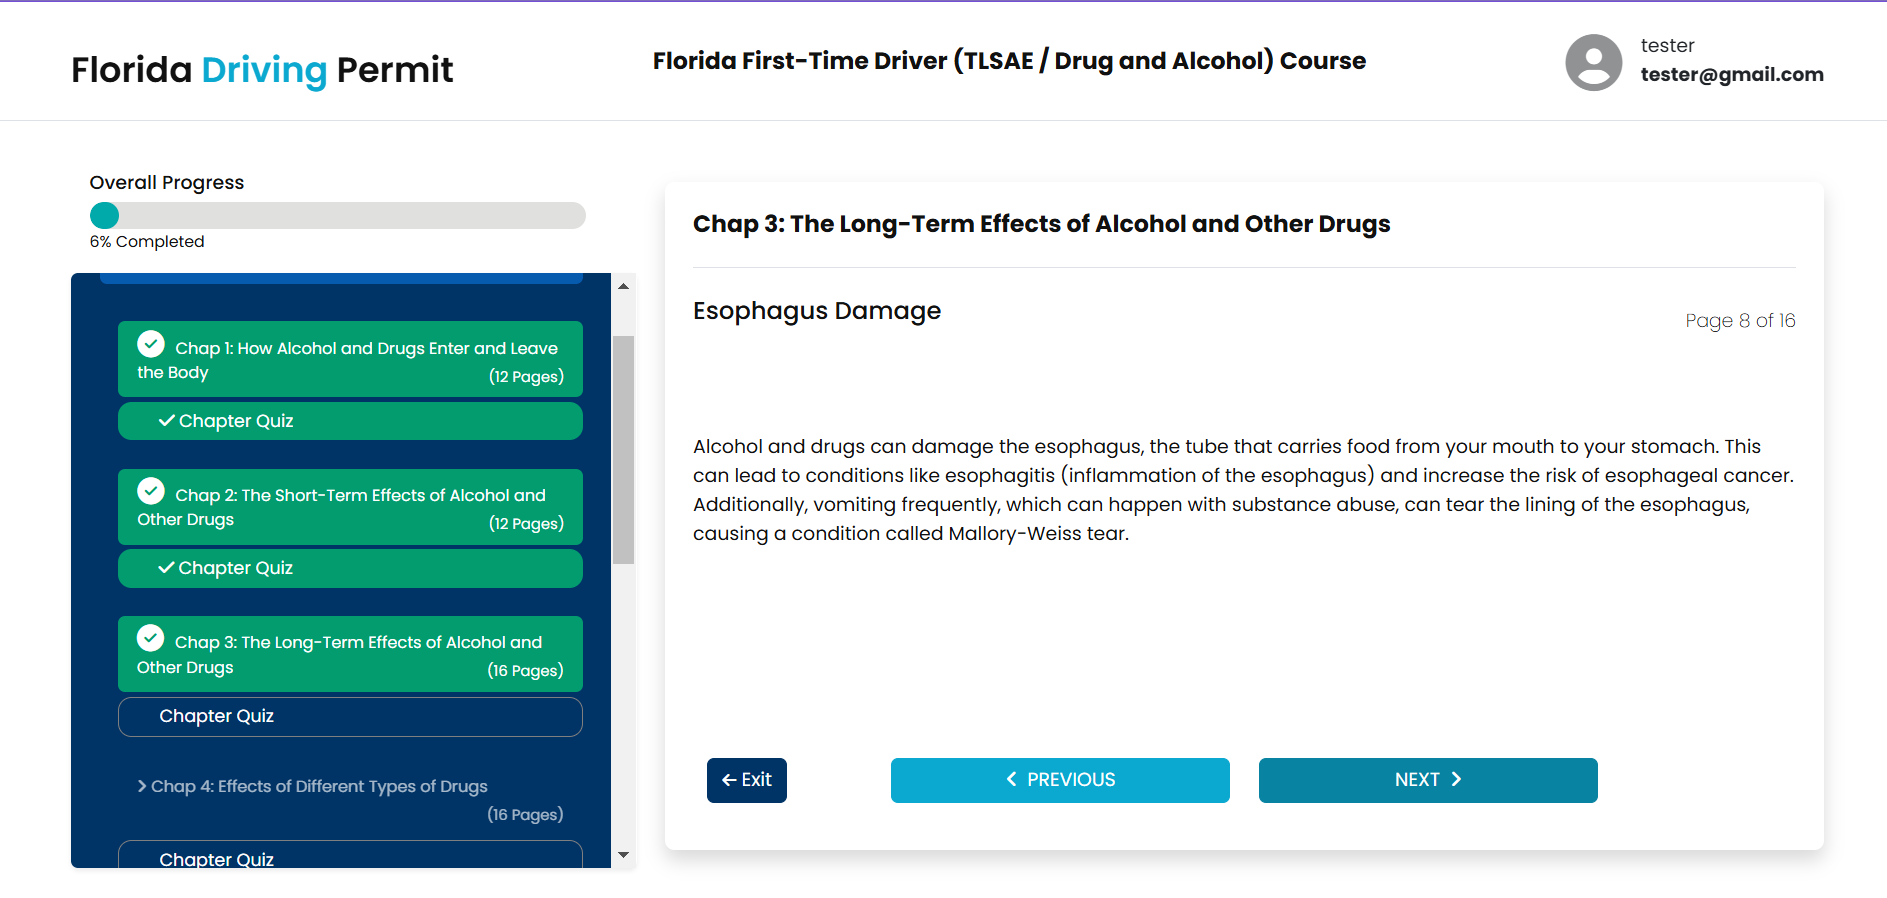 Florida Driving Permit
Florida First-Time Driver (TLSAE / Drug and Alcohol) Course
tester
tester@gmail.com
Overall Progress
6% Completed
Chap 1: How Alcohol and Drugs Enter and Leave
the Body
(12 Pages)
Chapter Quiz
Chap 2: The Short-Term Effects of Alcohol and
Other Drugs
(12 Pages)
Chapter Quiz
Chap 3: The Long-Term Effects of Alcohol and
Other Drugs
(16 Pages)
Chapter Quiz
Chap 4: Effects of Different Types of Drugs
(16 Pages)
Chapter Quiz
Chap 3: The Long-Term Effects of Alcohol and Other Drugs
Esophagus Damage
Page 8 of 16
Alcohol and drugs can damage the esophagus, the tube that carries food from your mouth to your stomach. This
can lead to conditions like esophagitis (inflammation of the esophagus) and increase the risk of esophageal cancer.
Additionally, vomiting frequently, which can happen with substance abuse, can tear the lining of the esophagus,
causing a condition called Mallory-Weiss tear.
Exit
PREVIOUS
NEXT